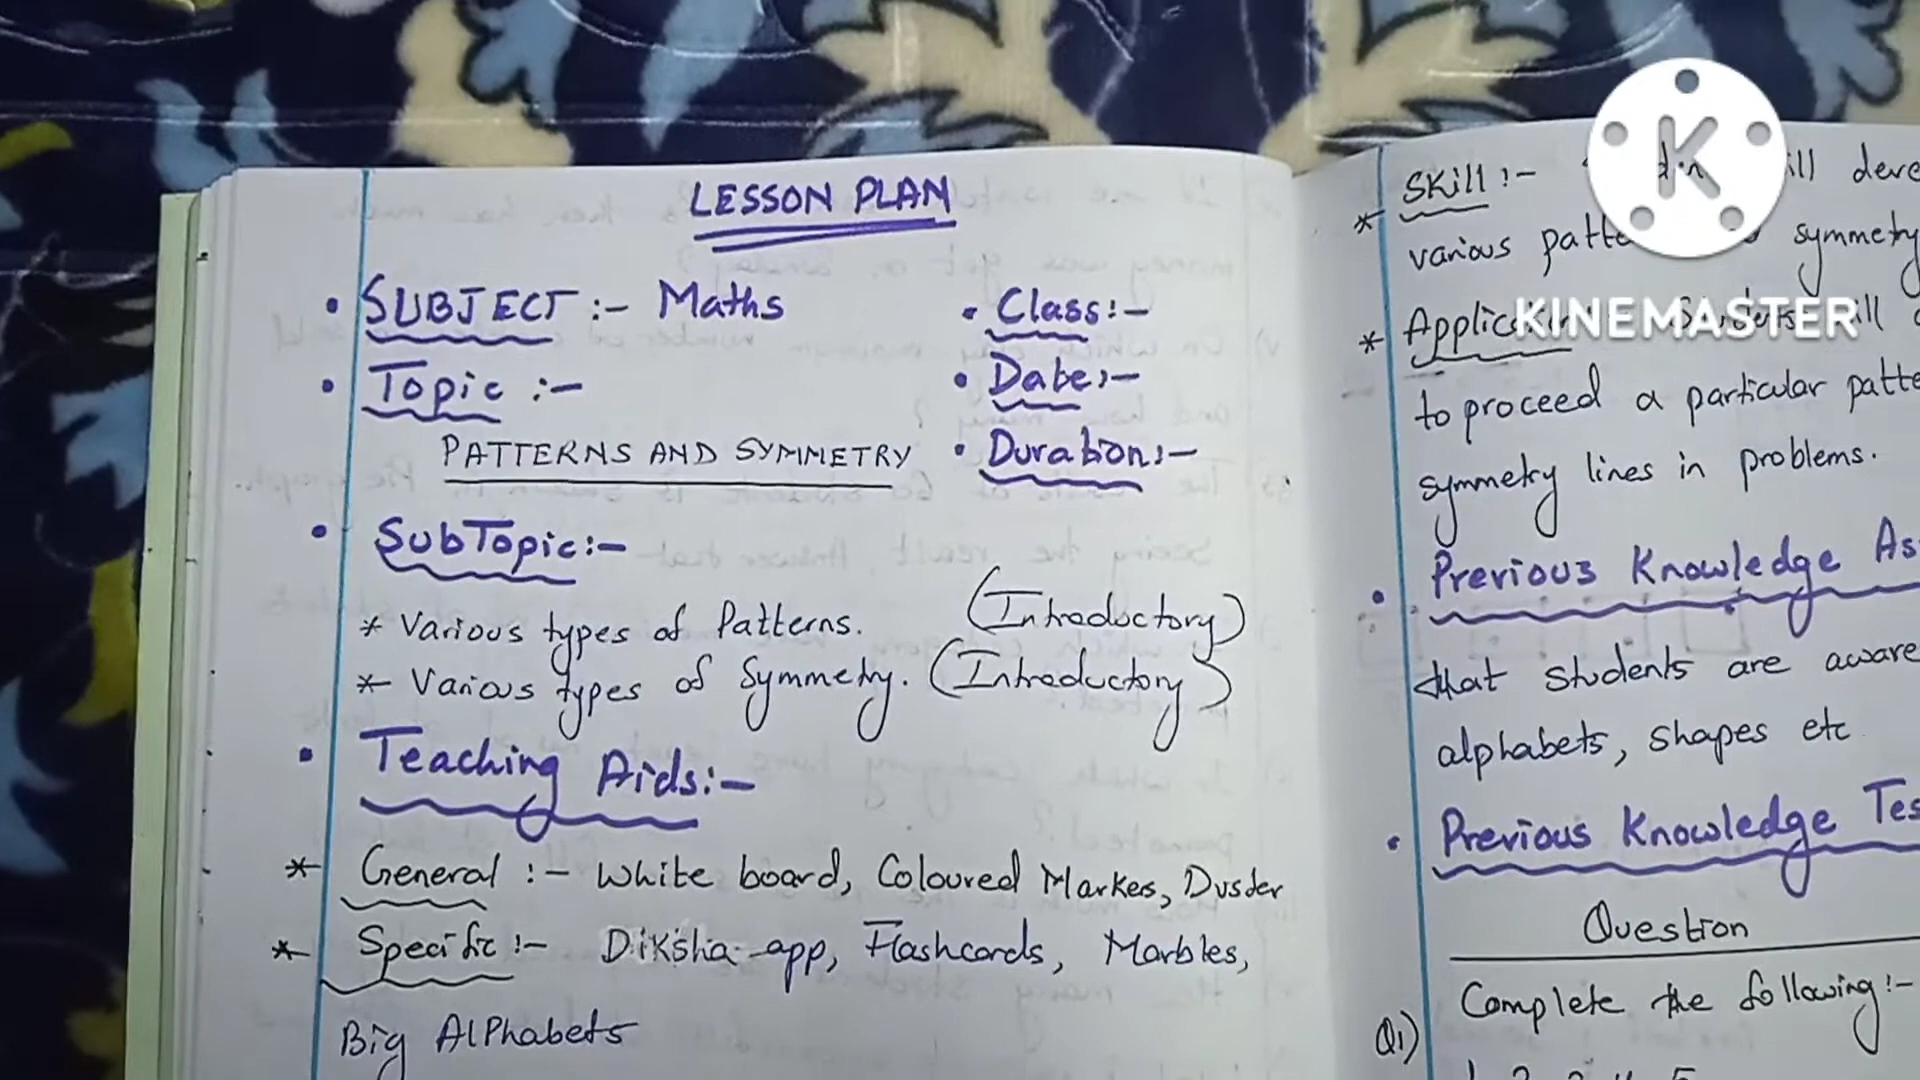 LESSON PLAN
• SUBJECT :- Maths
• Class:-
• Topic :-
• Date:-
PATTERNS AND SYMMETRY
• Duration:-
• SubTopic:-
* Various types of Patterns. (Introductory)
* Various types of Symmetry. (Introductory)
• Teaching Aids:-
* General :- White board, Coloured Markers, Duster
* Specific :- Diksha app, Flashcards, Marbles,
Big Alphabets
* Skill :-
various symmetry
* Application
to proceed a particular
symmetry lines in problems.
• Previous Knowledge
that students are aware
alphabets, shapes etc
• Previous Knowledge
Question
Q1) Complete the following:-
K
KINEMASTER